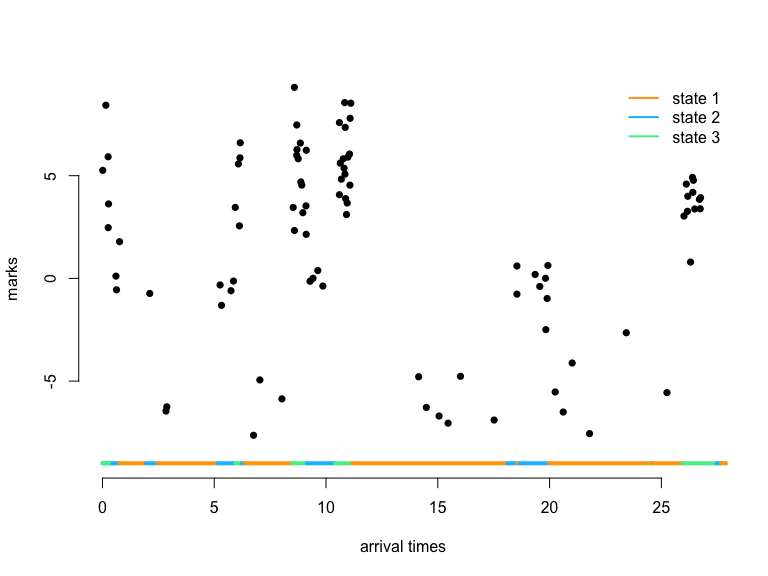 state 1
state 2
state 3
5
0
-5
marks
0 5 10 15 20 25
arrival times